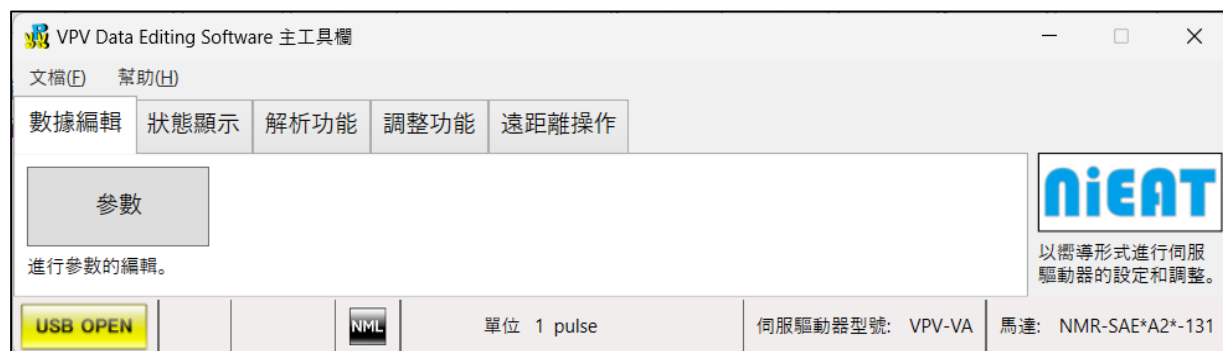 VPV Data Editing Software 主工具欄
文檔(F) 幫助(H)
數據編輯 狀態顯示 解析功能 調整功能 遠距離操作
參數
進行參數的編輯。
NiEAT
以嚮導形式進行伺服
驅動器的設定和調整。
USB OPEN NML 單位 1 pulse 伺服驅動器型號: VPV-VA 馬達: NMR-SAE*A2*-131